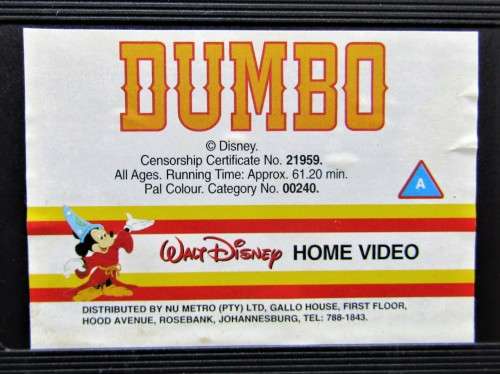 DUMBO
© Disney.
Censorship Certificate No. 21959.
All Ages. Running Time: Approx. 61.20 min.
Pal Colour. Category No. 00240.
A
WALT DISNEY HOME VIDEO
DISTRIBUTED BY NU METRO (PTY) LTD, GALLO HOUSE, FIRST FLOOR,
HOOD AVENUE, ROSEBANK, JOHANNESBURG, TEL: 788-1843.